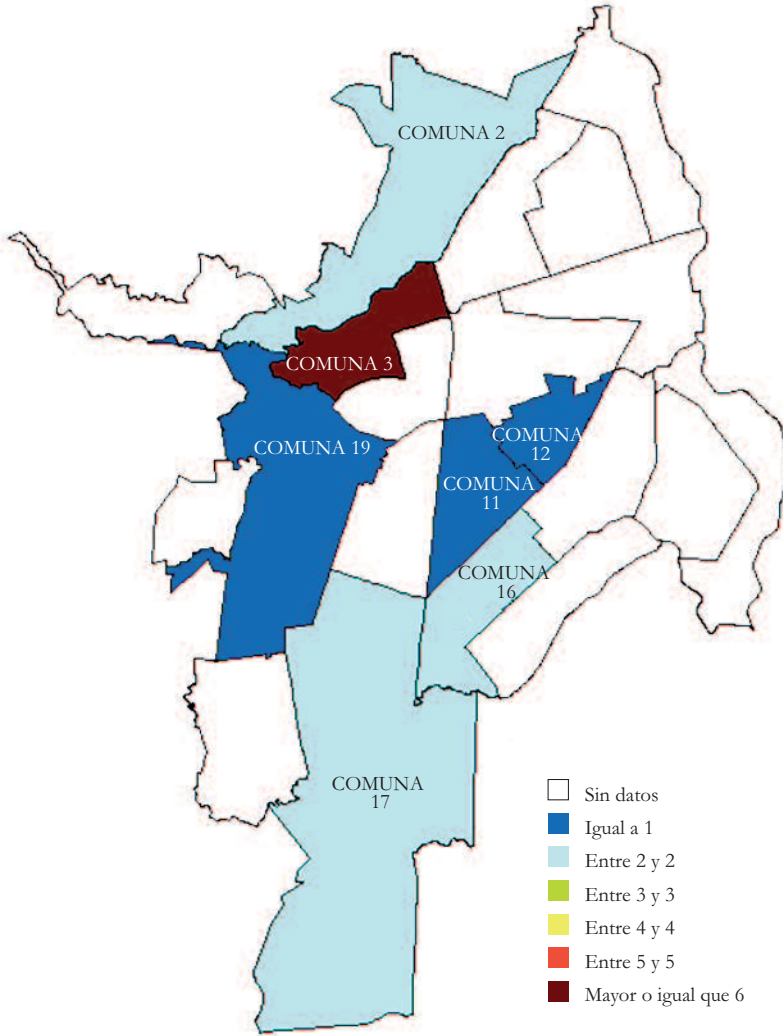 COMUNA 2
COMUNA 3
COMUNA 19
COMUNA
12
COMUNA
11
COMUNA
16
COMUNA
17
Sin datos
Igual a 1
Entre 2 y 2
Entre 3 y 3
Entre 4 y 4
Entre 5 y 5
Mayor o igual que 6